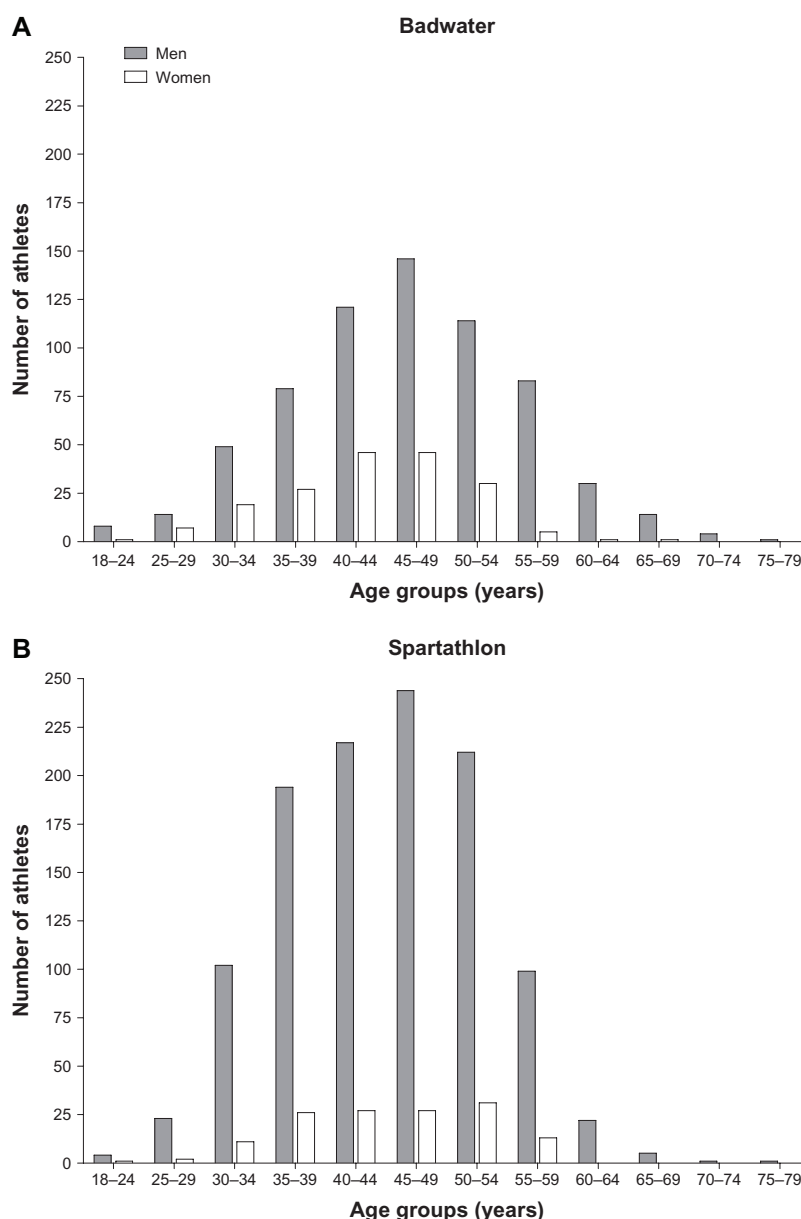 A
Badwater
Men
Women
Number of athletes
250
225
200
175
150
125
100
75
50
25
0
18–24 25–29 30–34 35–39 40–44 45–49 50–54 55–59 60–64 65–69 70–74 75–79
Age groups (years)
B
Spartathlon
Number of athletes
250
225
200
175
150
125
100
75
50
25
0
18–24 25–29 30–34 35–39 40–44 45–49 50–54 55–59 60–64 65–69 70–74 75–79
Age groups (years)